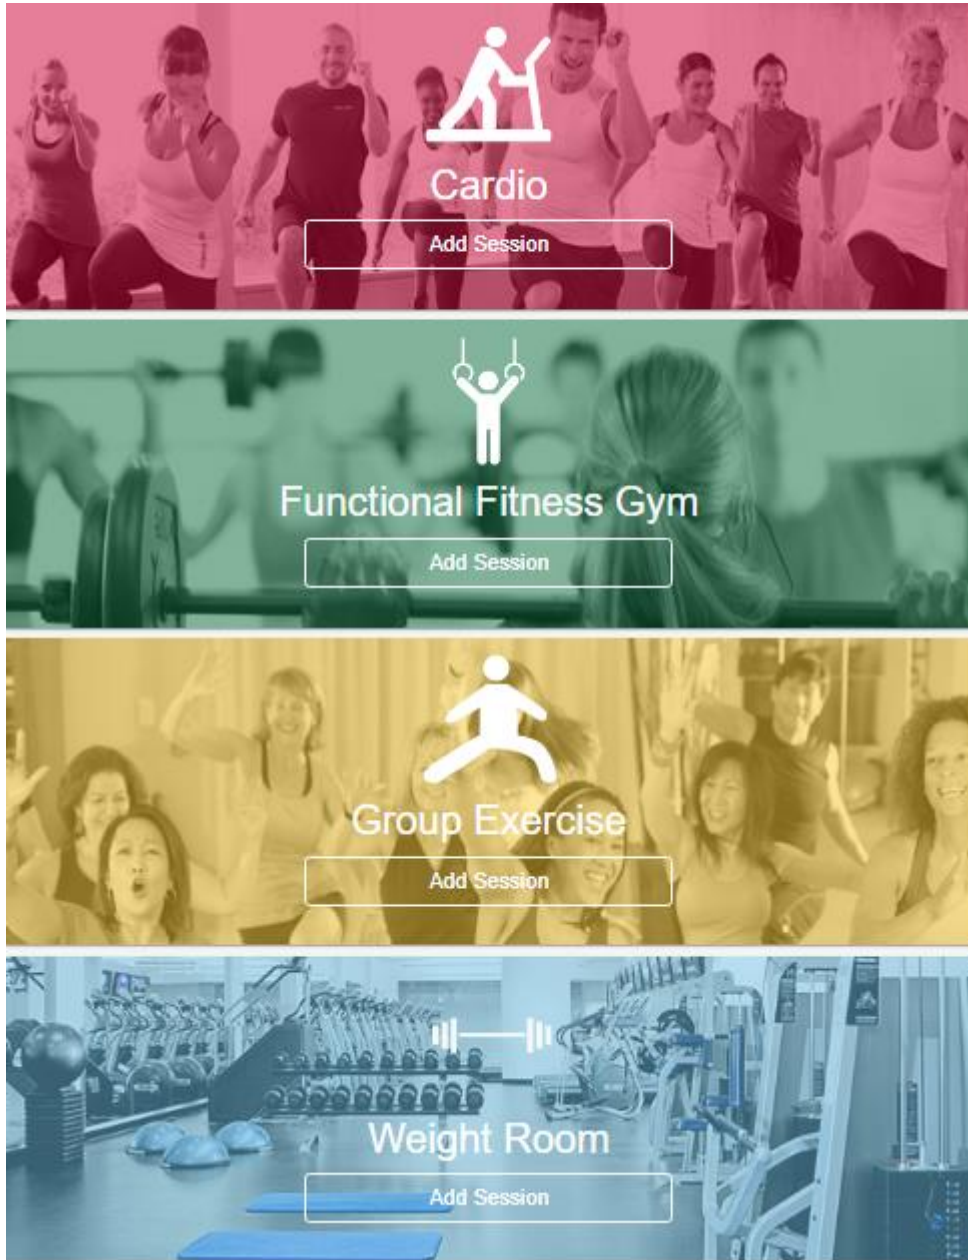 Cardio
Add Session
Functional Fitness Gym
Add Session
Group Exercise
Add Session
Weight Room
Add Session